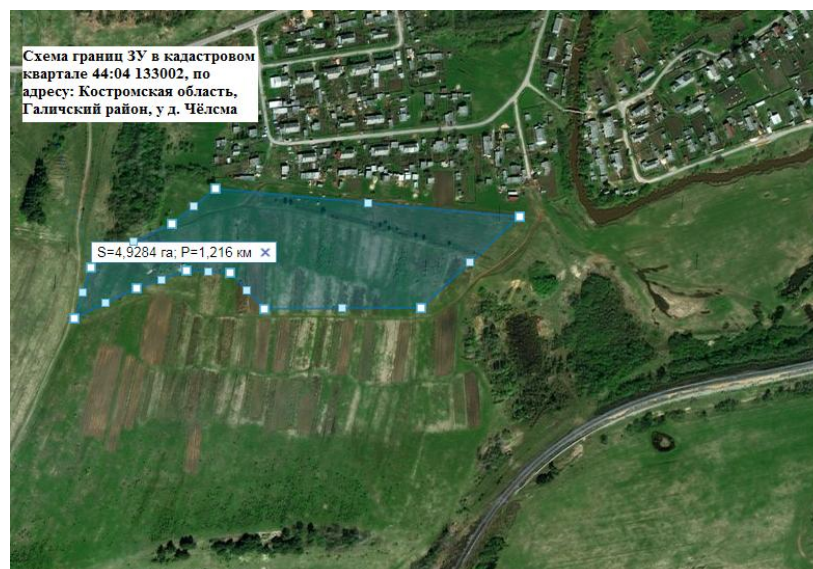 Схема границ ЗУ в кадастровом
квартале 44:04 133002, по
адресу: Костромская область,
Галичский район, у д. Чёлсма
S=4,9284 га; P=1,216 км ×